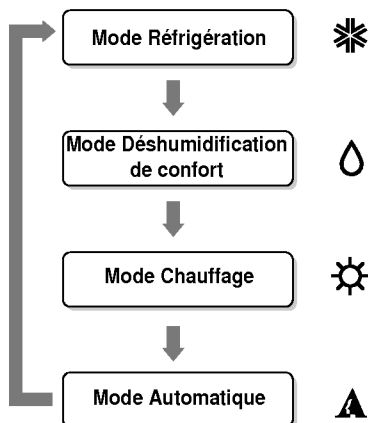 Mode Réfrigération
Mode Déshumidification
de confort
Mode Chauffage
Mode Automatique